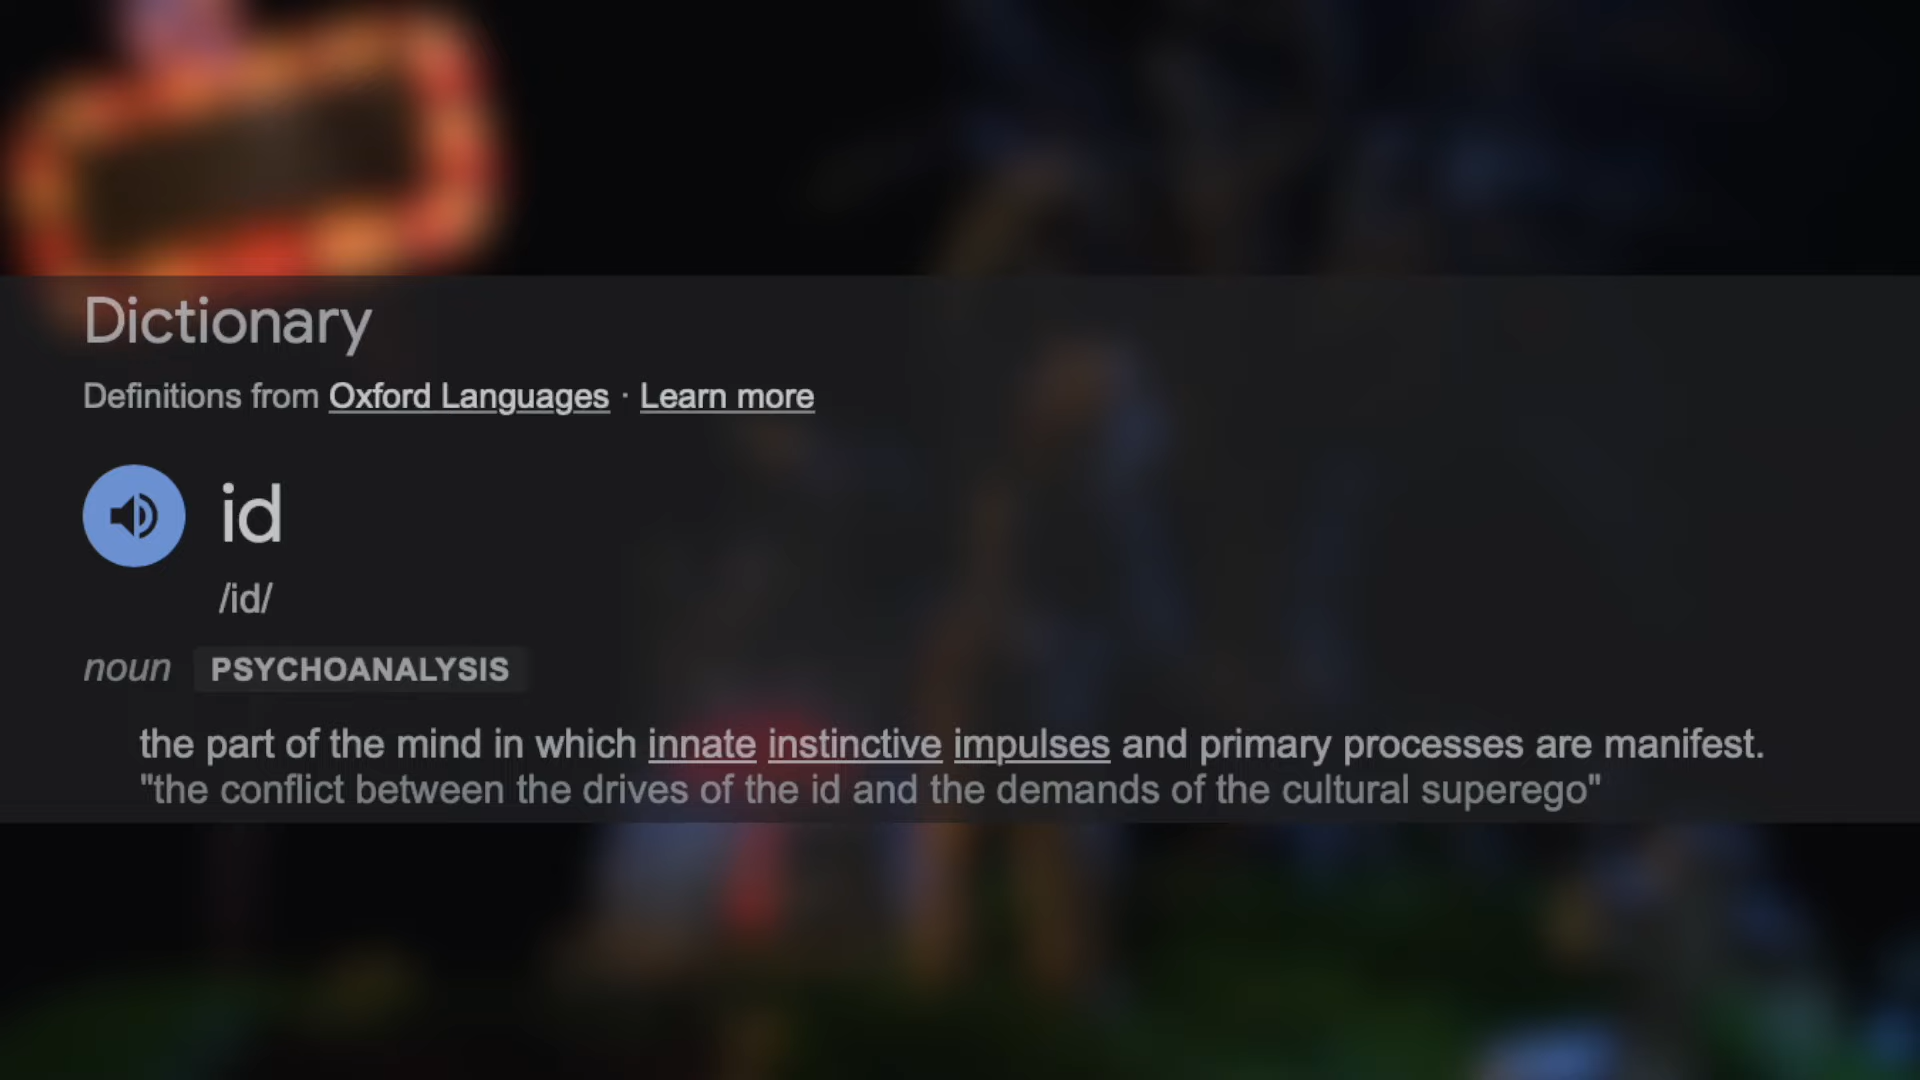 Dictionary
Definitions from Oxford Languages · Learn more
id
/id/
noun PSYCHOANALYSIS
the part of the mind in which innate instinctive impulses and primary processes are manifest.
"the conflict between the drives of the id and the demands of the cultural superego"